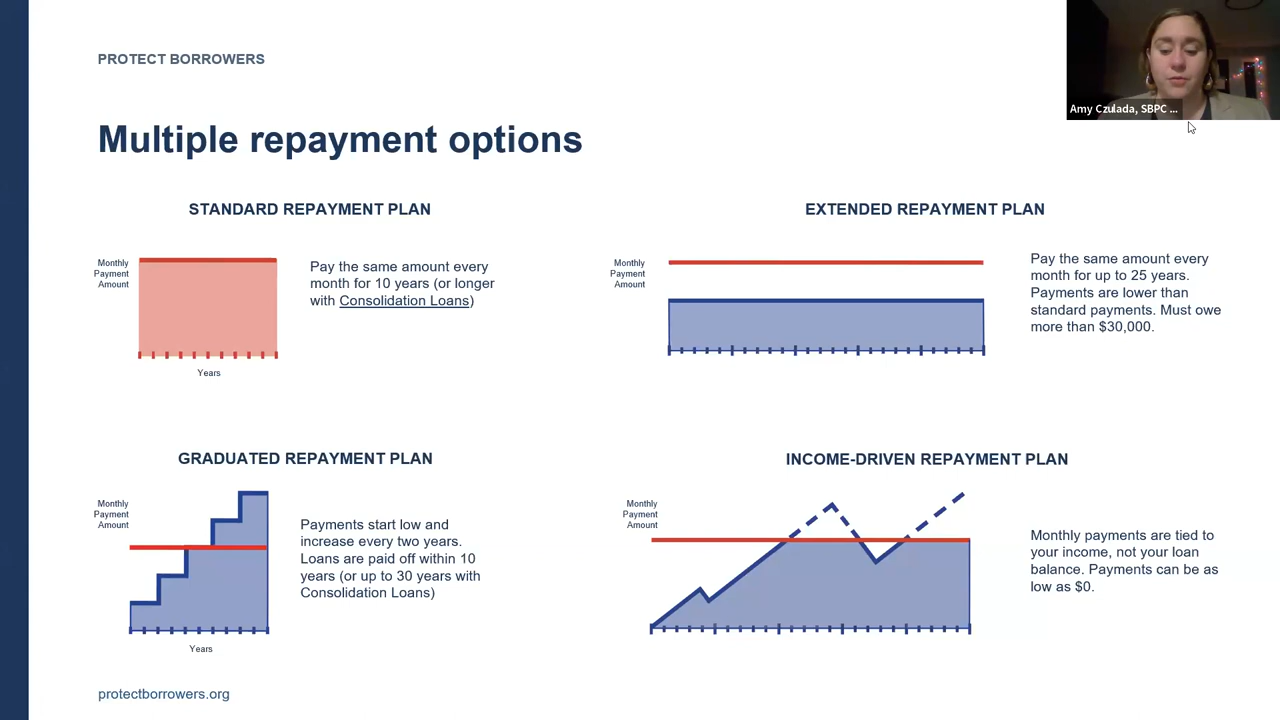 PROTECT BORROWERS
Amy Czulada, SBPC ...
Multiple repayment options
STANDARD REPAYMENT PLAN
Monthly
Payment
Amount
Pay the same amount every
month for 10 years (or longer
with Consolidation Loans)
Years
EXTENDED REPAYMENT PLAN
Monthly
Payment
Amount
Pay the same amount every
month for up to 25 years.
Payments are lower than
standard payments. Must owe
more than $30,000.
GRADUATED REPAYMENT PLAN
Monthly
Payment
Amount
Payments start low and
increase every two years.
Loans are paid off within 10
years (or up to 30 years with
Consolidation Loans)
Years
INCOME-DRIVEN REPAYMENT PLAN
Monthly
Payment
Amount
Monthly payments are tied to
your income, not your loan
balance. Payments can be as
low as $0.
protectborrowers.org